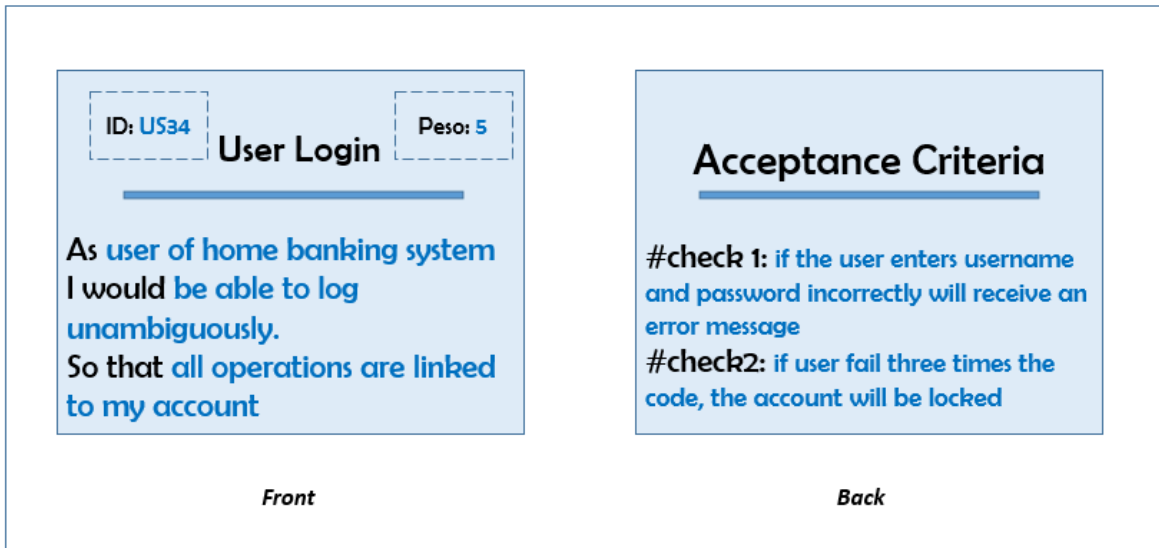 ID: US34
Peso: 5
User Login
As user of home banking system
I would be able to log
unambiguously.
So that all operations are linked
to my account
Front
Acceptance Criteria
#check 1: if the user enters username
and password incorrectly will receive an
error message
#check2: if user fail three times the
code, the account will be locked
Back